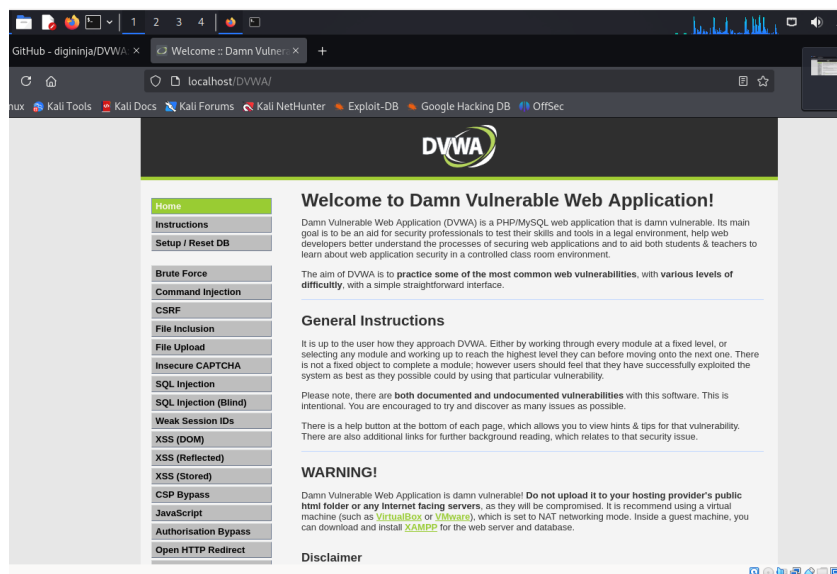 1 2 3 4
GitHub - digininja/DVWA: × Welcome :: Damn Vulnera × +
localhost/DVWA/
nux Kali Tools Kali Docs Kali Forums Kali NetHunter Exploit-DB Google Hacking DB OffSec
DVWA
Home
Instructions
Setup / Reset DB
Brute Force
Command Injection
CSRF
File Inclusion
File Upload
Insecure CAPTCHA
SQL Injection
SQL Injection (Blind)
Weak Session IDs
XSS (DOM)
XSS (Reflected)
XSS (Stored)
CSP Bypass
JavaScript
Authorisation Bypass
Open HTTP Redirect
Welcome to Damn Vulnerable Web Application!
Damn Vulnerable Web Application (DVWA) is a PHP/MySQL web application that is damn vulnerable. Its main
goal is to be an aid for security professionals to test their skills and tools in a legal environment, help web
developers better understand the processes of securing web applications and to aid both students & teachers to
learn about web application security in a controlled class room environment.
The aim of DVWA is to practice some of the most common web vulnerabilities, with various levels of
difficultly, with a simple straightforward interface.
General Instructions
It is up to the user how they approach DVWA. Either by working through every module at a fixed level, or
selecting any module and working up to reach the highest level they can before moving onto the next one. There
is not a fixed object to complete a module; however users should feel that they have successfully exploited the
system as best as they possible could by using that particular vulnerability.
Please note, there are both documented and undocumented vulnerabilities with this software. This is
intentional. You are encouraged to try and discover as many issues as possible.
There is a help button at the bottom of each page, which allows you to view hints & tips for that vulnerability.
There are also additional links for further background reading, which relates to that security issue.
WARNING!
Damn Vulnerable Web Application is damn vulnerable! Do not upload it to your hosting provider's public
html folder or any Internet facing servers, as they will be compromised. It is recommend using a virtual
machine (such as VirtualBox or VMware), which is set to NAT networking mode. Inside a guest machine, you
can download and install XAMPP for the web server and database.
Disclaimer